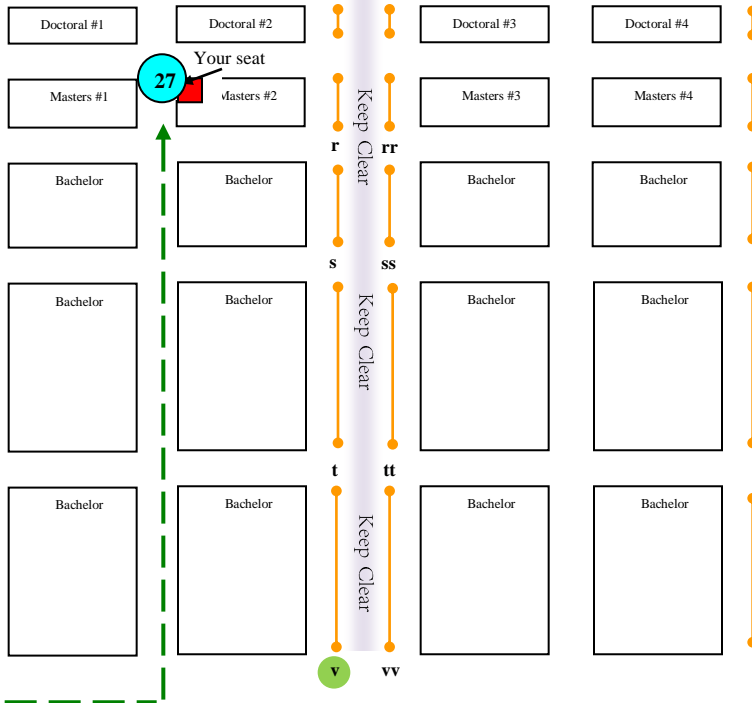 Doctoral #1
Doctoral #2
Doctoral #3
Doctoral #4
Your seat
27
Masters #1
Masters #2
Masters #3
Masters #4
Keep Clear
r
rr
Bachelor
Bachelor
Bachelor
Bachelor
s
ss
Bachelor
Bachelor
Keep Clear
Bachelor
Bachelor
t
tt
Bachelor
Bachelor
Keep Clear
Bachelor
Bachelor
v
vv